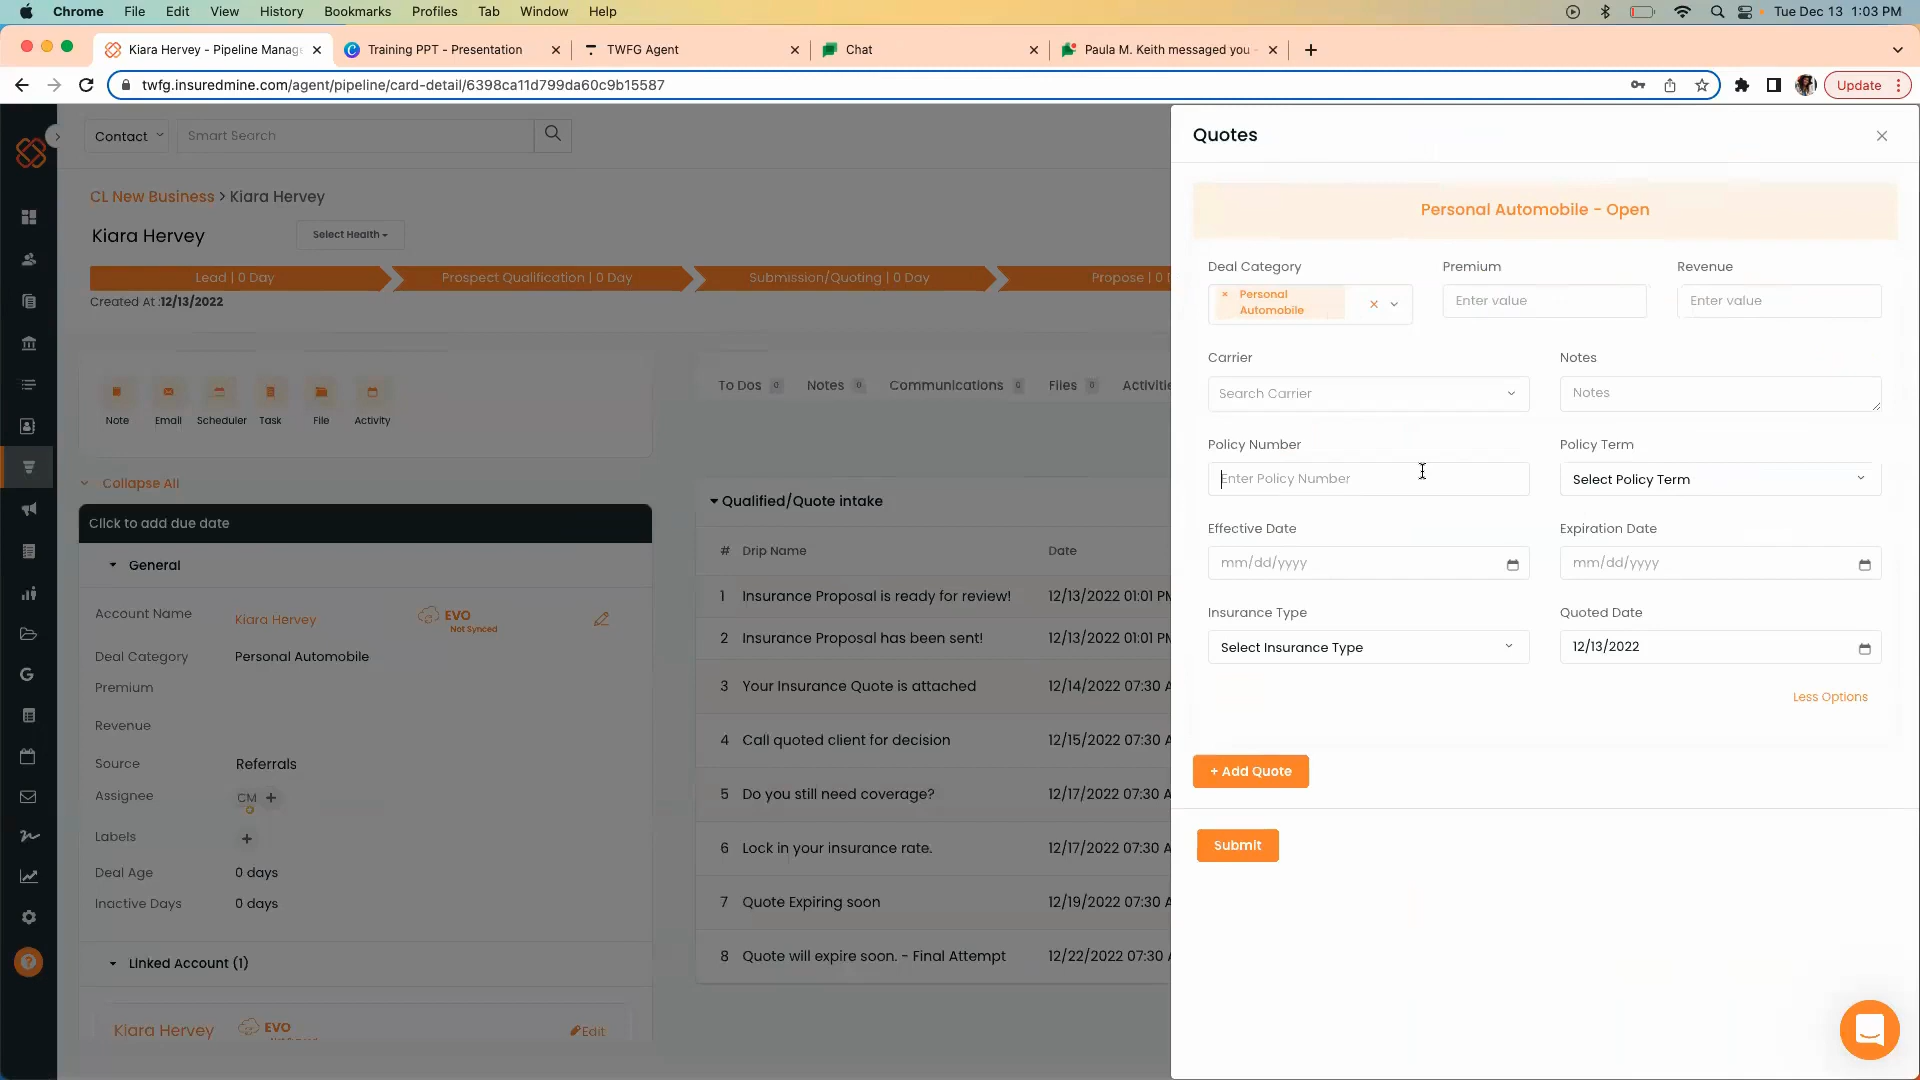 Chrome File Edit View History Bookmarks Profiles Tab Window Help Tue Dec 13 1:03 PM
Kiara Hervey - Pipeline Manag Training PPT - Presentation TWFG Agent Chat Paula M. Keith messaged you -
twfg.insuredmine.com/agent/pipeline/card-detail/6398ca11d799da60c9b15587 Update
Contact Smart Search
CL New Business > Kiara Hervey
Kiara Hervey Select Health
Lead | 0 Day Prospect Qualification | 0 Day Submission/Quoting | 0 Day Propose | 0
Created At :12/13/2022
Note Email Scheduler Task File Activity
To Dos 0 Notes 0 Communications 0 Files 0 Activitie
Collapse All
Click to add due date
General
Account Name Kiara Hervey EVO Not Synced
Deal Category Personal Automobile
Premium
Revenue
Source Referrals
Assignee CM +
Labels +
Deal Age 0 days
Inactive Days 0 days
Linked Account (1)
Kiara Hervey EVO Edit
Qualified/Quote intake
# Drip Name Date
1 Insurance Proposal is ready for review! 12/13/2022 01:01 PM
2 Insurance Proposal has been sent! 12/13/2022 01:01 PM
3 Your Insurance Quote is attached 12/14/2022 07:30 A
4 Call quoted client for decision 12/15/2022 07:30 A
5 Do you still need coverage? 12/17/2022 07:30 A
6 Lock in your insurance rate. 12/17/2022 07:30 A
7 Quote Expiring soon 12/19/2022 07:30 A
8 Quote will expire soon. - Final Attempt 12/22/2022 07:30 A
Quotes
Personal Automobile - Open
Deal Category Premium Revenue
× Personal Automobile Enter value Enter value
Carrier Notes
Search Carrier Notes
Policy Number Policy Term
Enter Policy Number Select Policy Term
Effective Date Expiration Date
mm/dd/yyyy mm/dd/yyyy
Insurance Type Quoted Date
Select Insurance Type 12/13/2022
Less Options
+ Add Quote
Submit